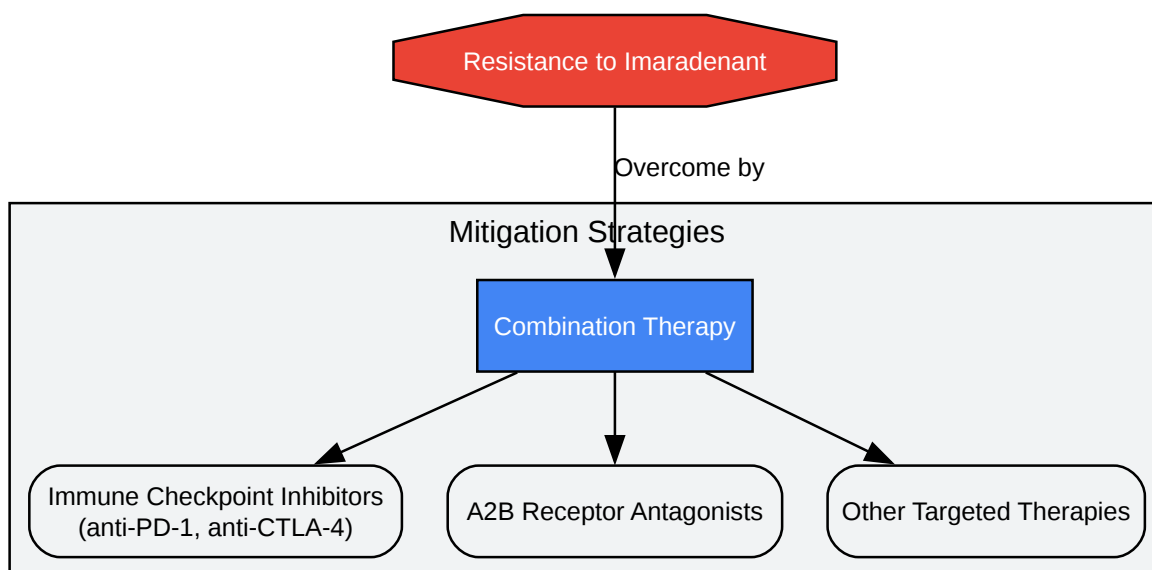 Resistance to Imaradenant
Overcome by
Mitigation Strategies
Combination Therapy
Immune Checkpoint Inhibitors
(anti-PD-1, anti-CTLA-4)
A2B Receptor Antagonists
Other Targeted Therapies